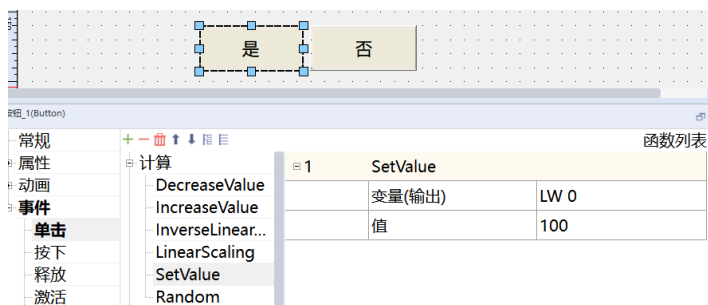 是 否
按钮_1(Button)
常规 函数列表
属性 计算 1 SetValue
动画 DecreaseValue 变量(输出) LW 0
事件 IncreaseValue 值 100
单击 InverseLinear...
按下 LinearScaling
释放 SetValue
激活 Random